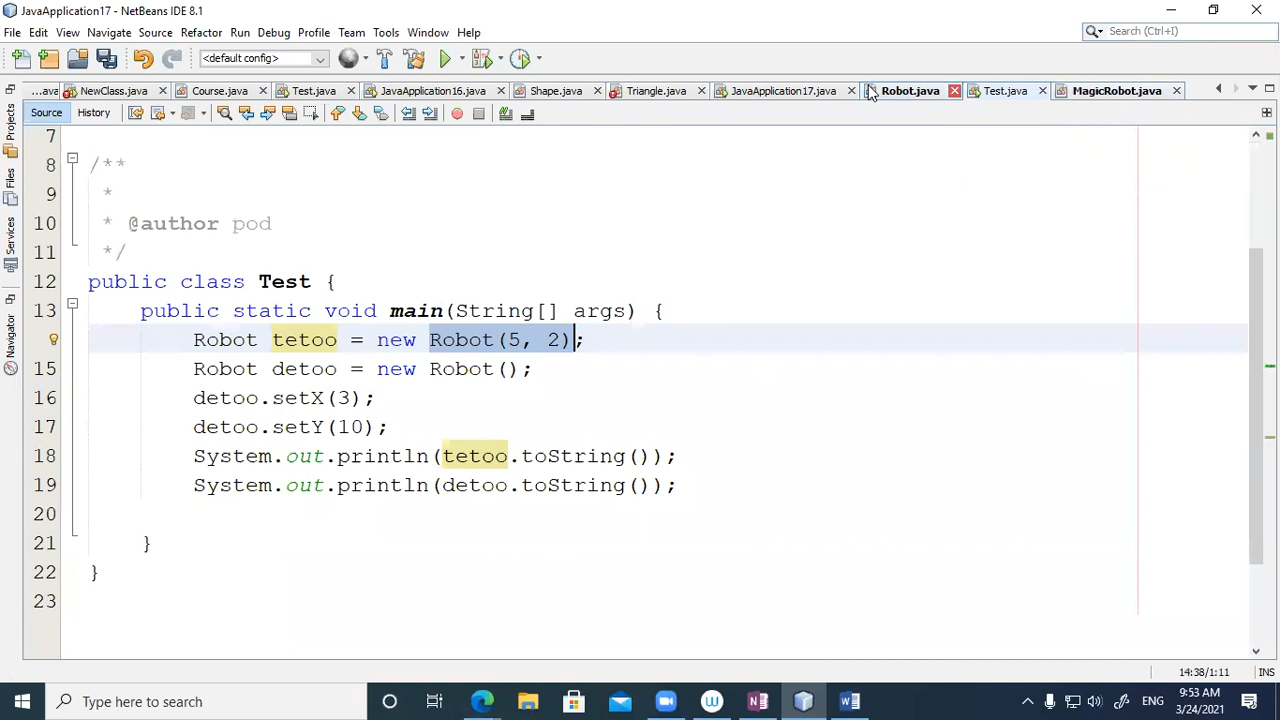 JavaApplication17 - NetBeans IDE 8.1
File Edit View Navigate Source Refactor Run Debug Profile Team Tools Window Help
Search (Ctrl+I)
<default config>
...ava NewClass.java Course.java Test.java JavaApplication16.java Shape.java Triangle.java JavaApplication17.java Robot.java Test.java MagicRobot.java
Source History
Projects
Files
Services
Navigator
7
8 /**
9 *
10 * @author pod
11 */
12 public class Test {
13 public static void main(String[] args) {
14 Robot tetoo = new Robot(5, 2);
15 Robot detoo = new Robot();
16 detoo.setX(3);
17 detoo.setY(10);
18 System.out.println(tetoo.toString());
19 System.out.println(detoo.toString());
20
21 }
22 }
23
14:38/1:11 INS
Type here to search
ENG
9:53 AM
3/24/2021